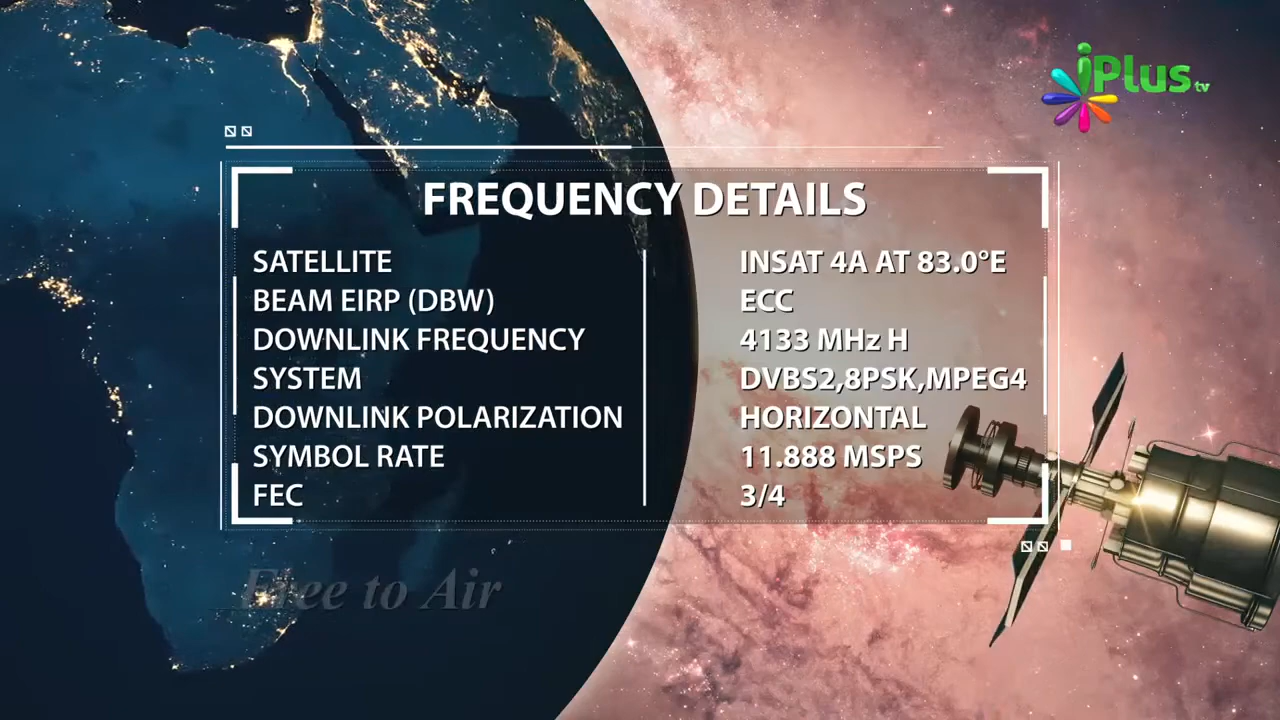 iPlus tv
FREQUENCY DETAILS
SATELLITE INSAT 4A AT 83.0°E
BEAM EIRP (DBW) ECC
DOWNLINK FREQUENCY 4133 MHz H
SYSTEM DVBS2,8PSK,MPEG4
DOWNLINK POLARIZATION HORIZONTAL
SYMBOL RATE 11.888 MSPS
FEC 3/4
Free to Air